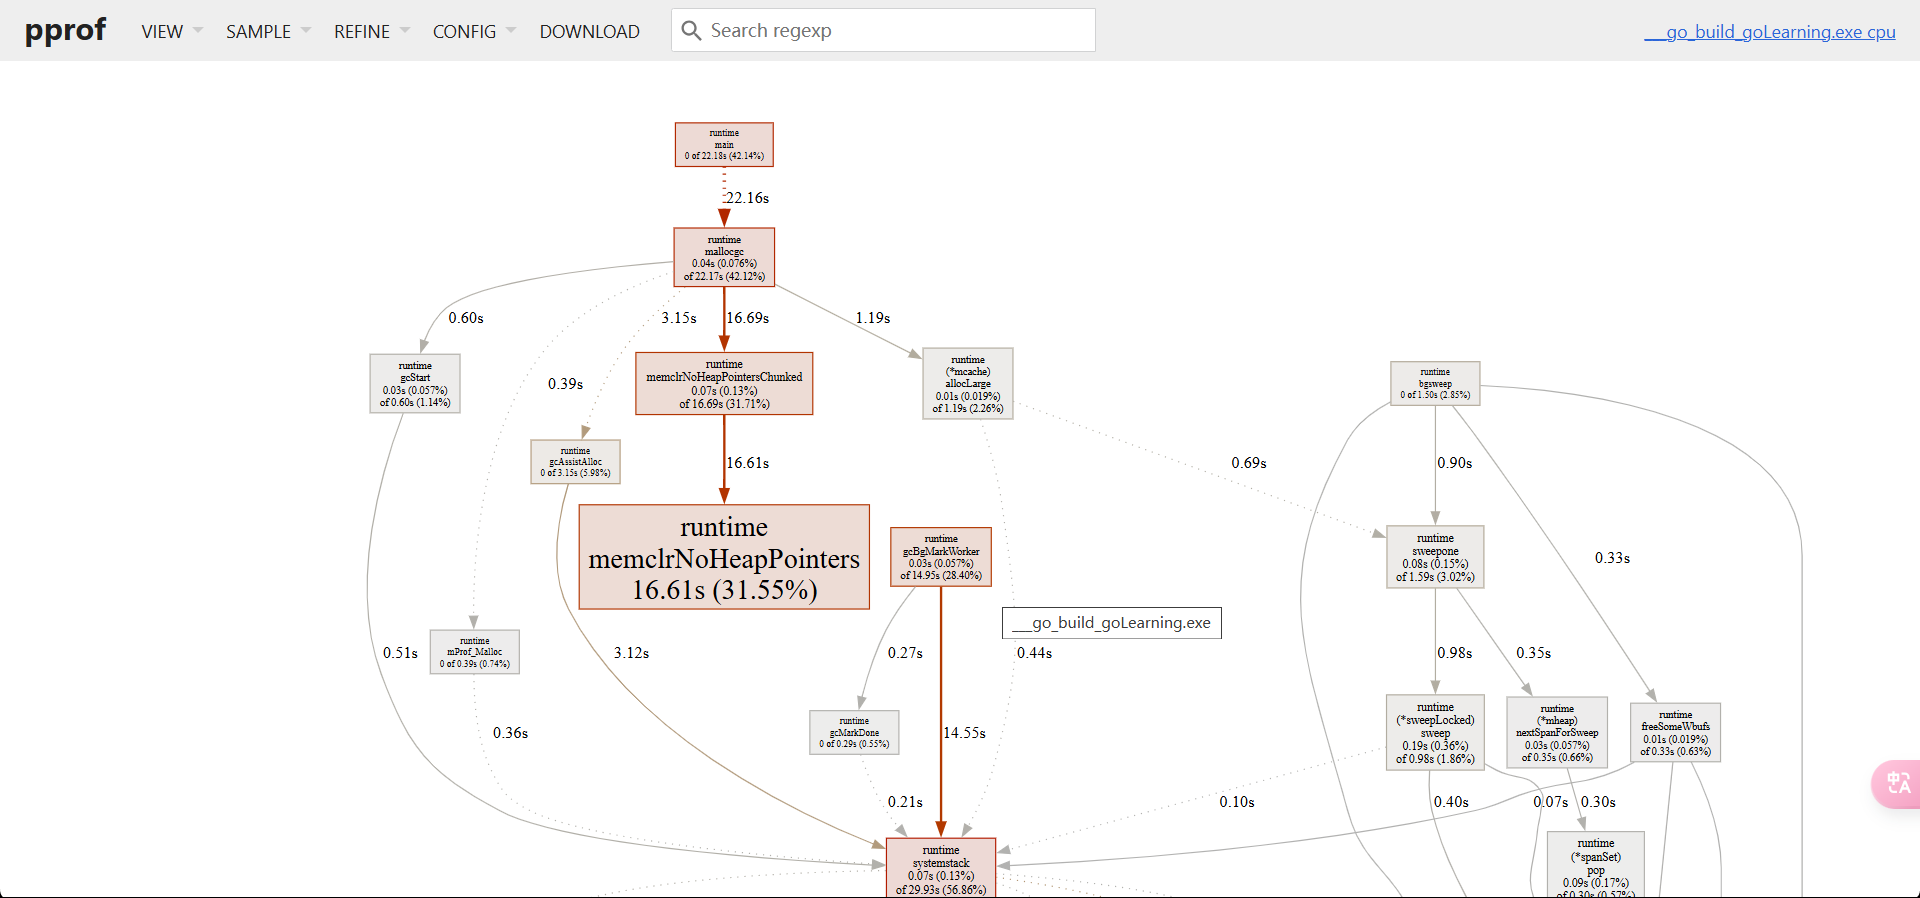 pprof VIEW SAMPLE REFINE CONFIG DOWNLOAD Search regexp ___go_build_goLearning.exe cpu
runtime
main
0 of 22.18s (42.14%)
22.16s
runtime
mallocgc
0.04s (0.076%)
of 22.17s (42.12%)
0.60s
3.15s
16.69s
1.19s
0.39s
runtime
gcStart
0.03s (0.057%)
of 0.60s (1.14%)
runtime
memclrNoHeapPointersChunked
0.07s (0.13%)
of 16.69s (31.71%)
runtime
(*mcache)
allocLarge
0.01s (0.019%)
of 1.19s (2.26%)
runtime
bgsweep
0 of 1.50s (2.85%)
runtime
gcAssistAlloc
0 of 3.15s (5.98%)
16.61s
0.69s
0.90s
0.33s
runtime
memclrNoHeapPointers
16.61s (31.55%)
runtime
gcBgMarkWorker
0.03s (0.057%)
of 14.95s (28.40%)
runtime
sweepone
0.08s (0.15%)
of 1.59s (3.02%)
___go_build_goLearning.exe
0.51s
runtime
mProf_Malloc
0 of 0.39s (0.74%)
3.12s
0.27s
0.44s
0.98s
0.35s
0.36s
runtime
gcMarkDone
0 of 0.29s (0.55%)
14.55s
runtime
(*sweepLocked)
sweep
0.19s (0.36%)
of 0.98s (1.86%)
runtime
(*mheap)
nextSpanForSweep
0.03s (0.057%)
of 0.35s (0.66%)
runtime
freeSomeWbufs
0.01s (0.019%)
of 0.33s (0.63%)
0.21s
0.10s
0.40s
0.07s
0.30s
runtime
systemstack
0.07s (0.13%)
of 29.93s (56.86%)
runtime
(*spanSet)
pop
0.09s (0.17%)
of 0.30s (0.57%)
中A